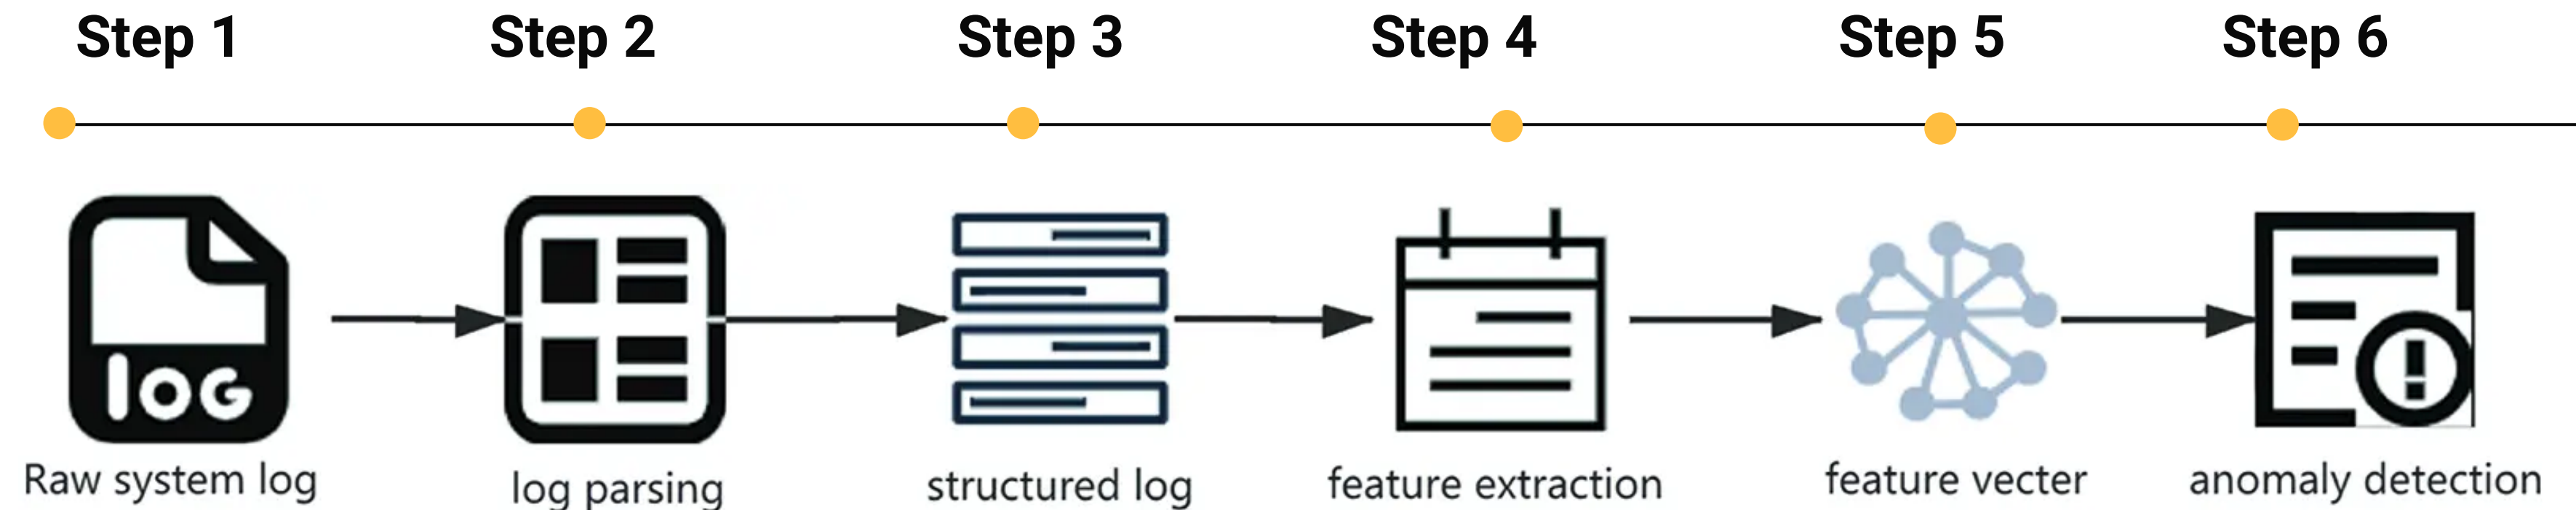 Step 1
Step 2
Step 3
Step 4
Step 5
Step 6
LOG
Raw system log
log parsing
structured log
feature extraction
feature vecter
anomaly detection